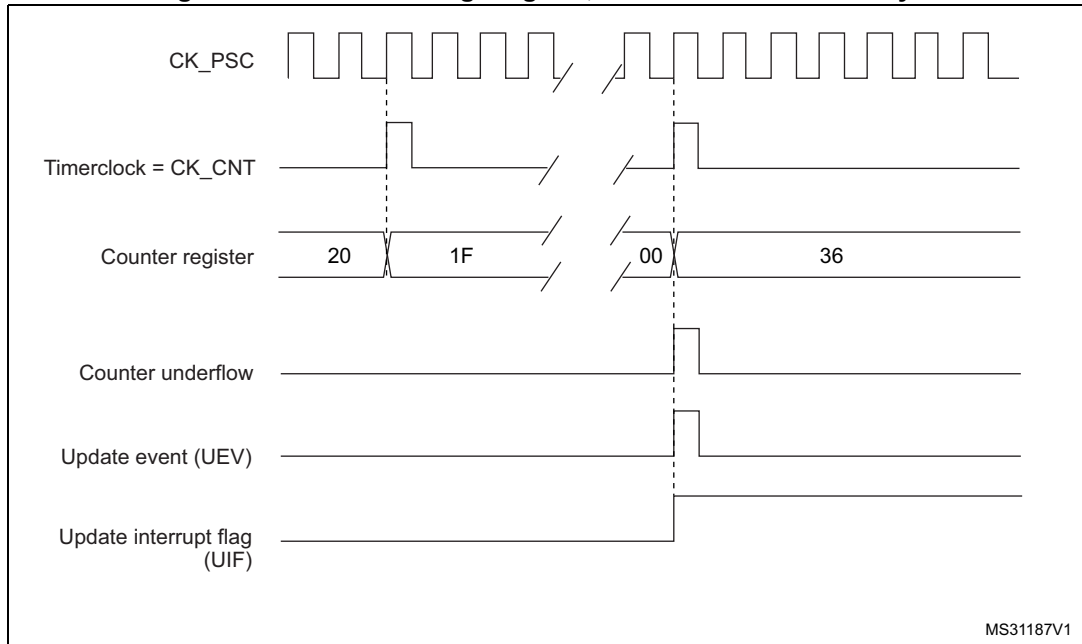 CK_PSC
Timerclock = CK_CNT
Counter register
20
1F
00
36
Counter underflow
Update event (UEV)
Update interrupt flag
(UIF)
MS31187V1